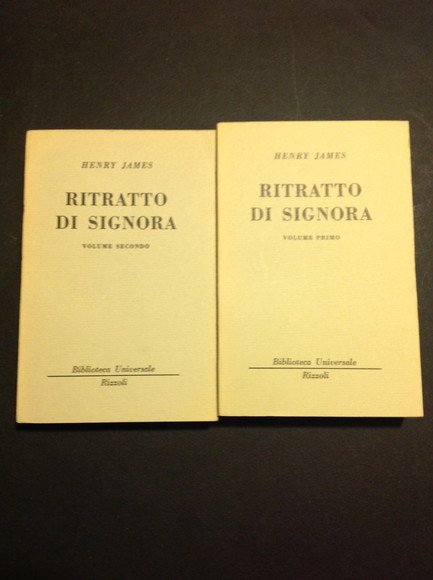 HENRY JAMES
RITRATTO
DI SIGNORA
VOLUME SECONDO
Biblioteca Universale
Rizzoli
HENRY JAMES
RITRATTO
DI SIGNORA
VOLUME PRIMO
Biblioteca Universale
Rizzoli